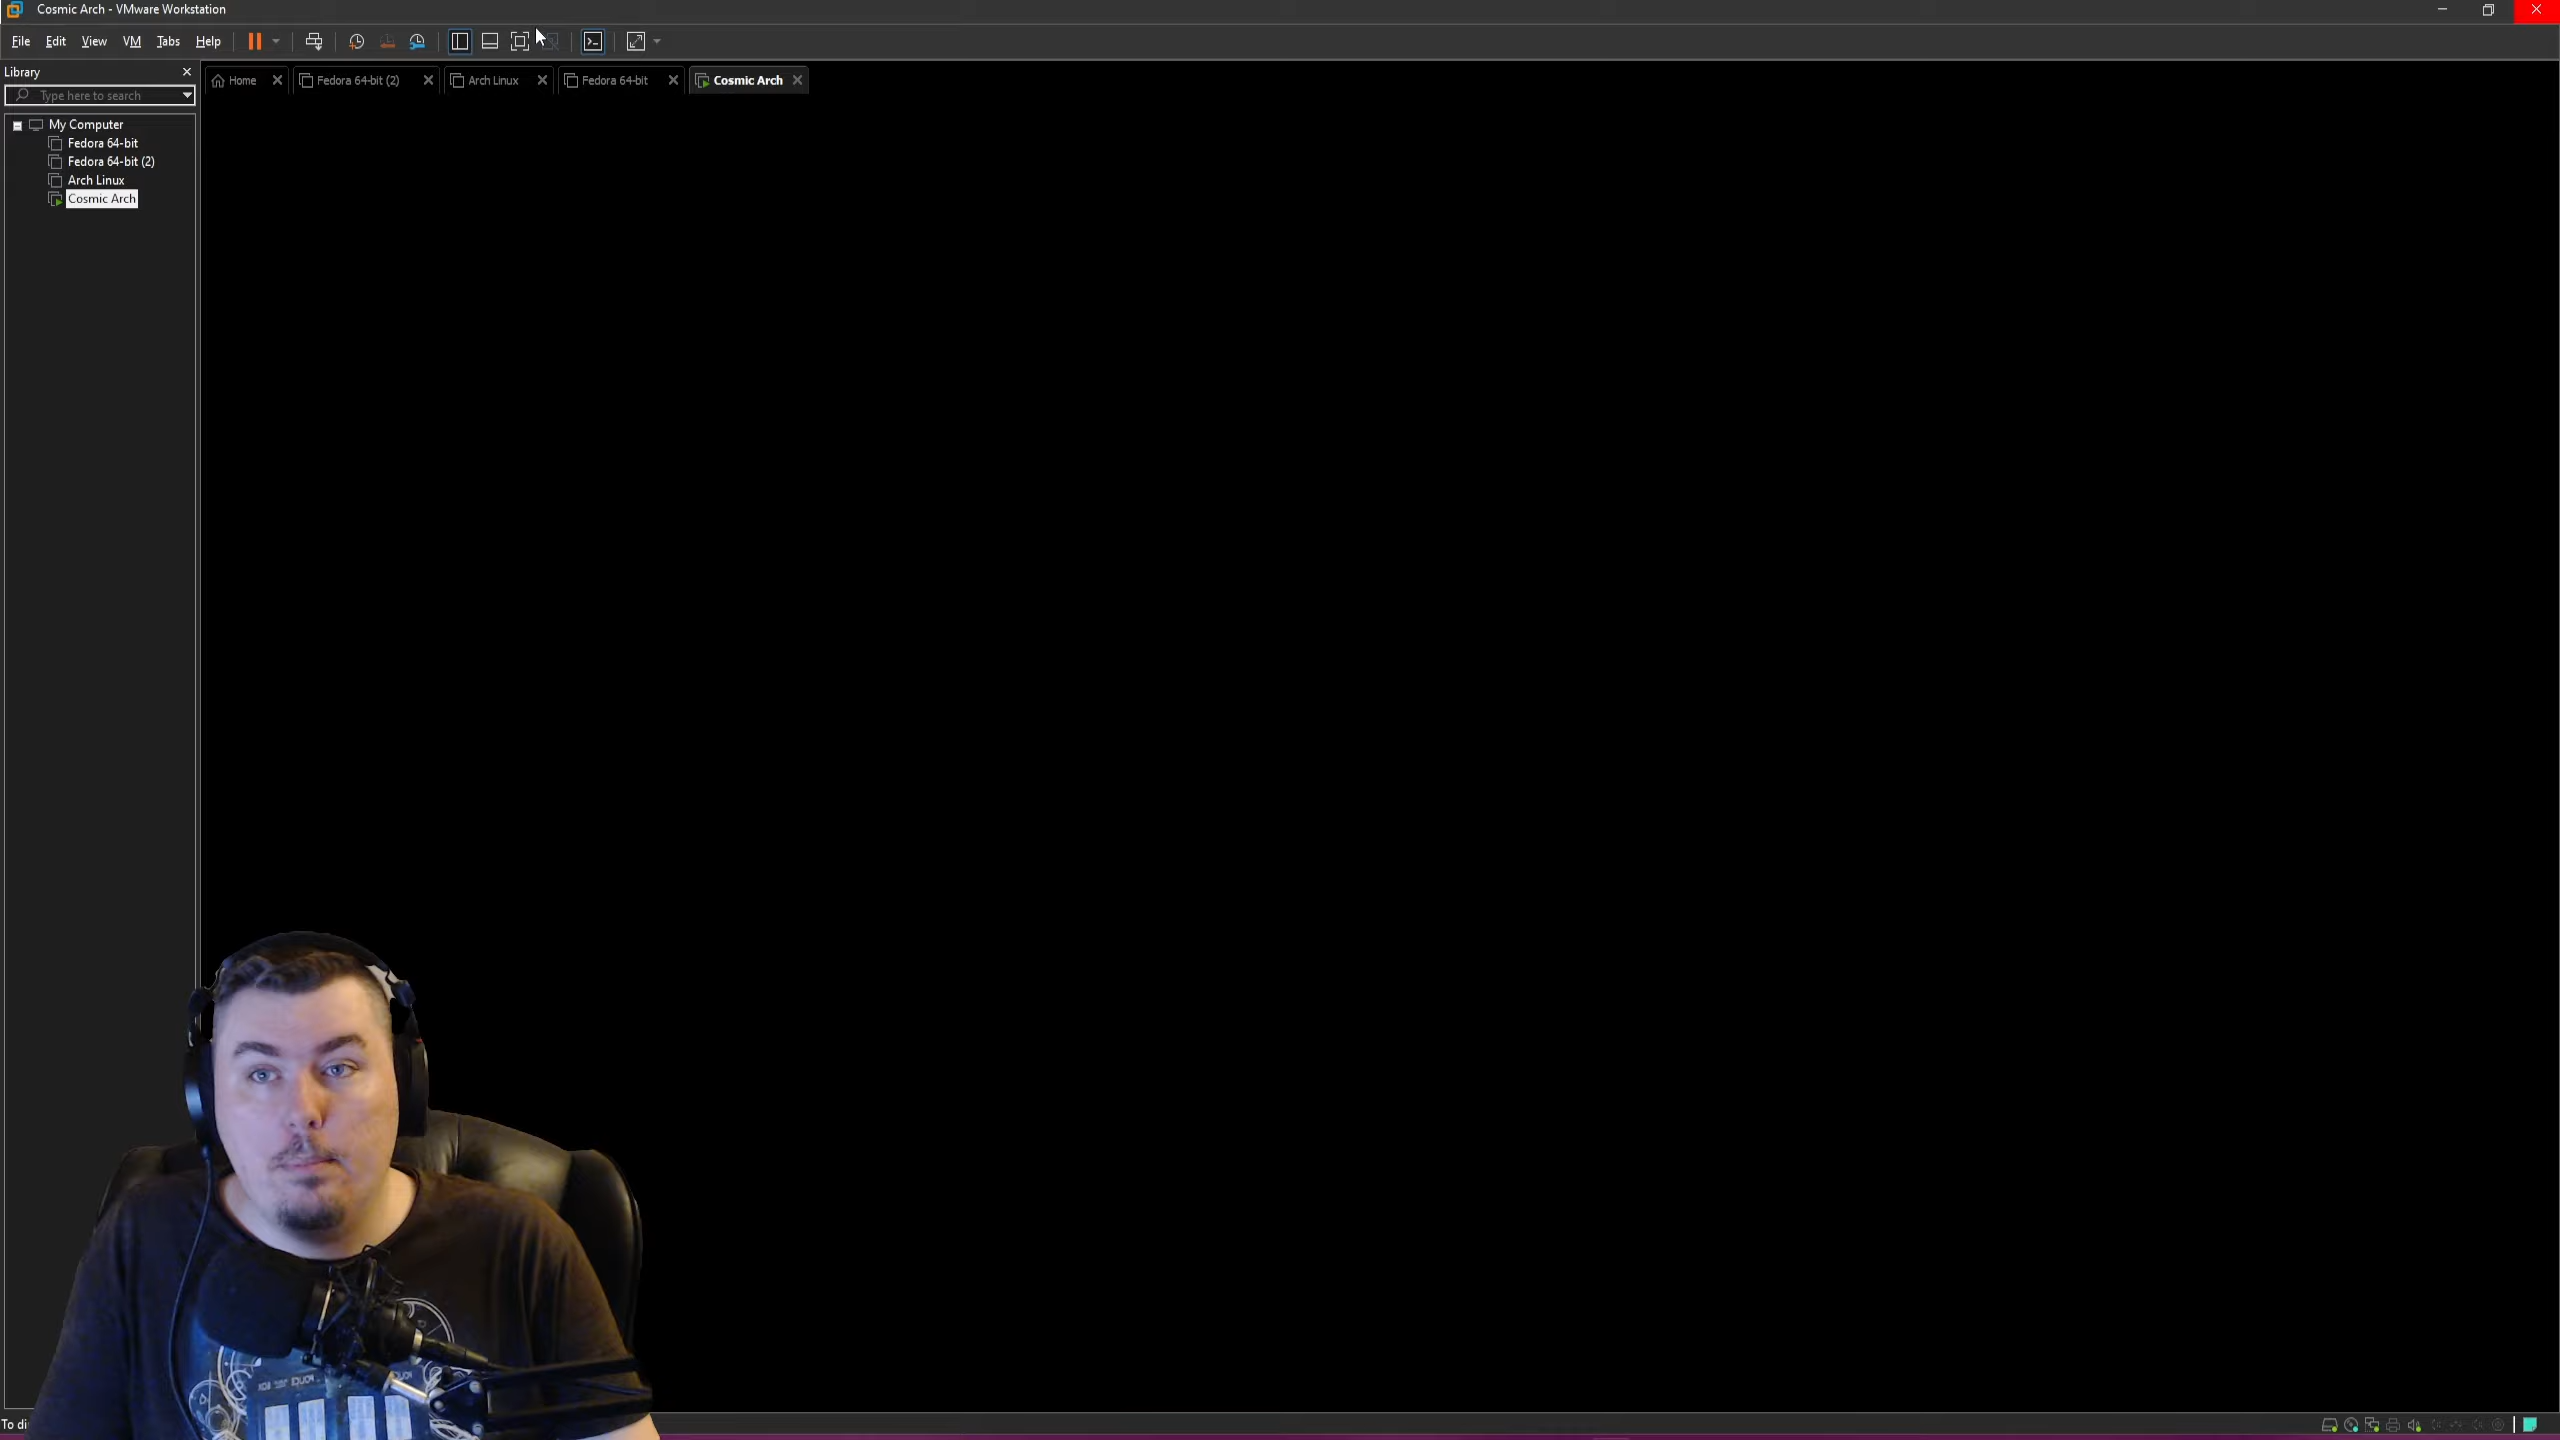 Cosmic Arch - VMware Workstation
File Edit View VM Tabs Help
Library
Type here to search
Home
Fedora 64-bit (2)
Arch Linux
Fedora 64-bit
Cosmic Arch
My Computer
Fedora 64-bit
Fedora 64-bit (2)
Arch Linux
Cosmic Arch
To di